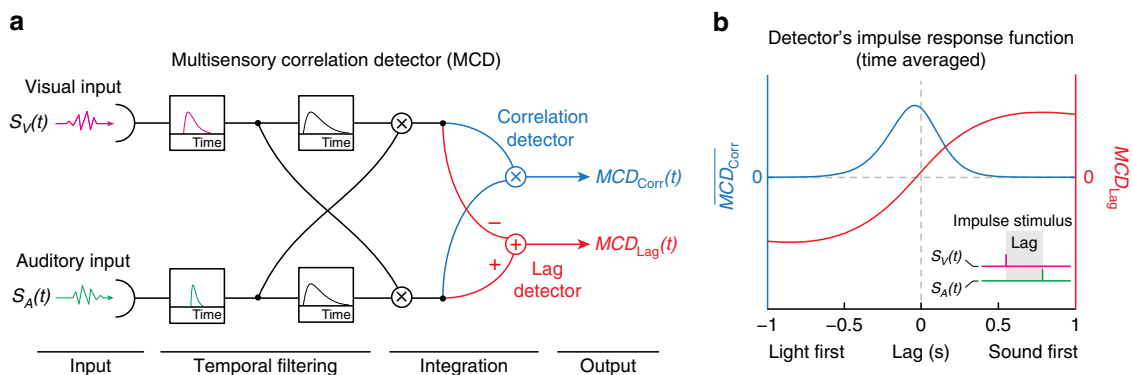 a
Multisensory correlation detector (MCD)
Visual input
S_V(t)
Time
Time
Correlation
detector
MCD_Corr(t)
MCD_Lag(t)
Auditory input
S_A(t)
Time
Time
Lag
detector
Input
Temporal filtering
Integration
Output
b
Detector's impulse response function
(time averaged)
MCD_Corr
0
0
MCD_Lag
Impulse stimulus
Lag
S_V(t)
S_A(t)
−1 −0.5 0 0.5 1
Light first Lag (s) Sound first